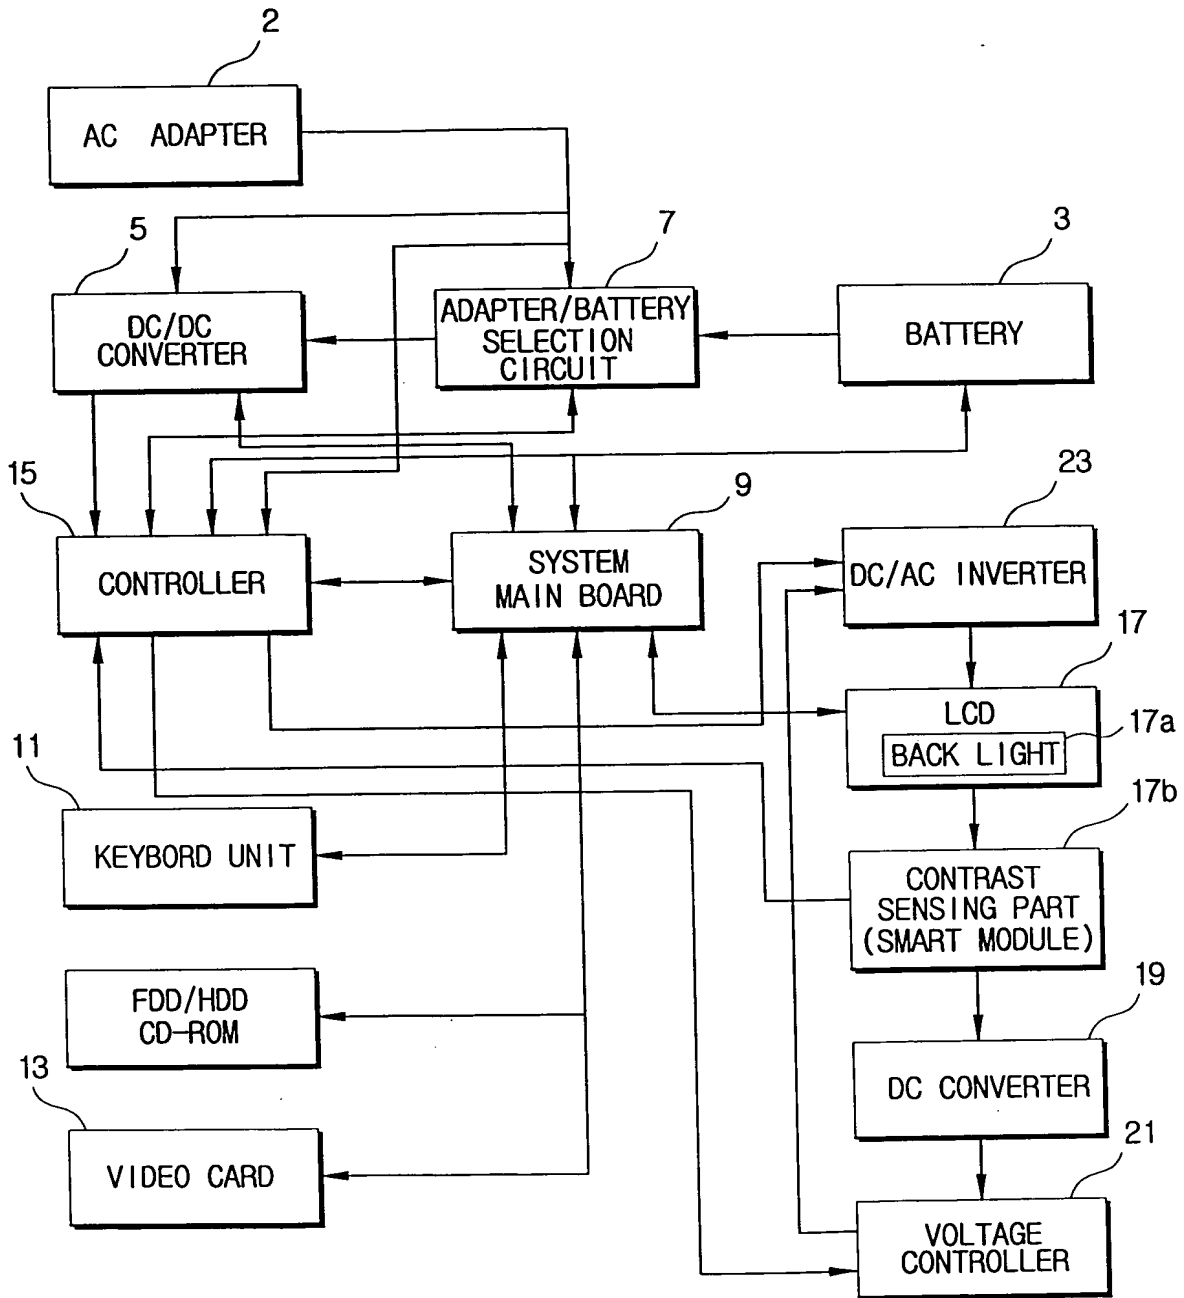 2
AC ADAPTER
5
7
3
DC/DC
CONVERTER
ADAPTER/BATTERY
SELECTION
CIRCUIT
BATTERY
15
9
23
CONTROLLER
SYSTEM
MAIN BOARD
DC/AC INVERTER
17
LCD
17a
BACK LIGHT
11
17b
KEYBORD UNIT
CONTRAST
SENSING PART
(SMART MODULE)
19
FDD/HDD
CD-ROM
DC CONVERTER
13
21
VIDEO CARD
VOLTAGE
CONTROLLER